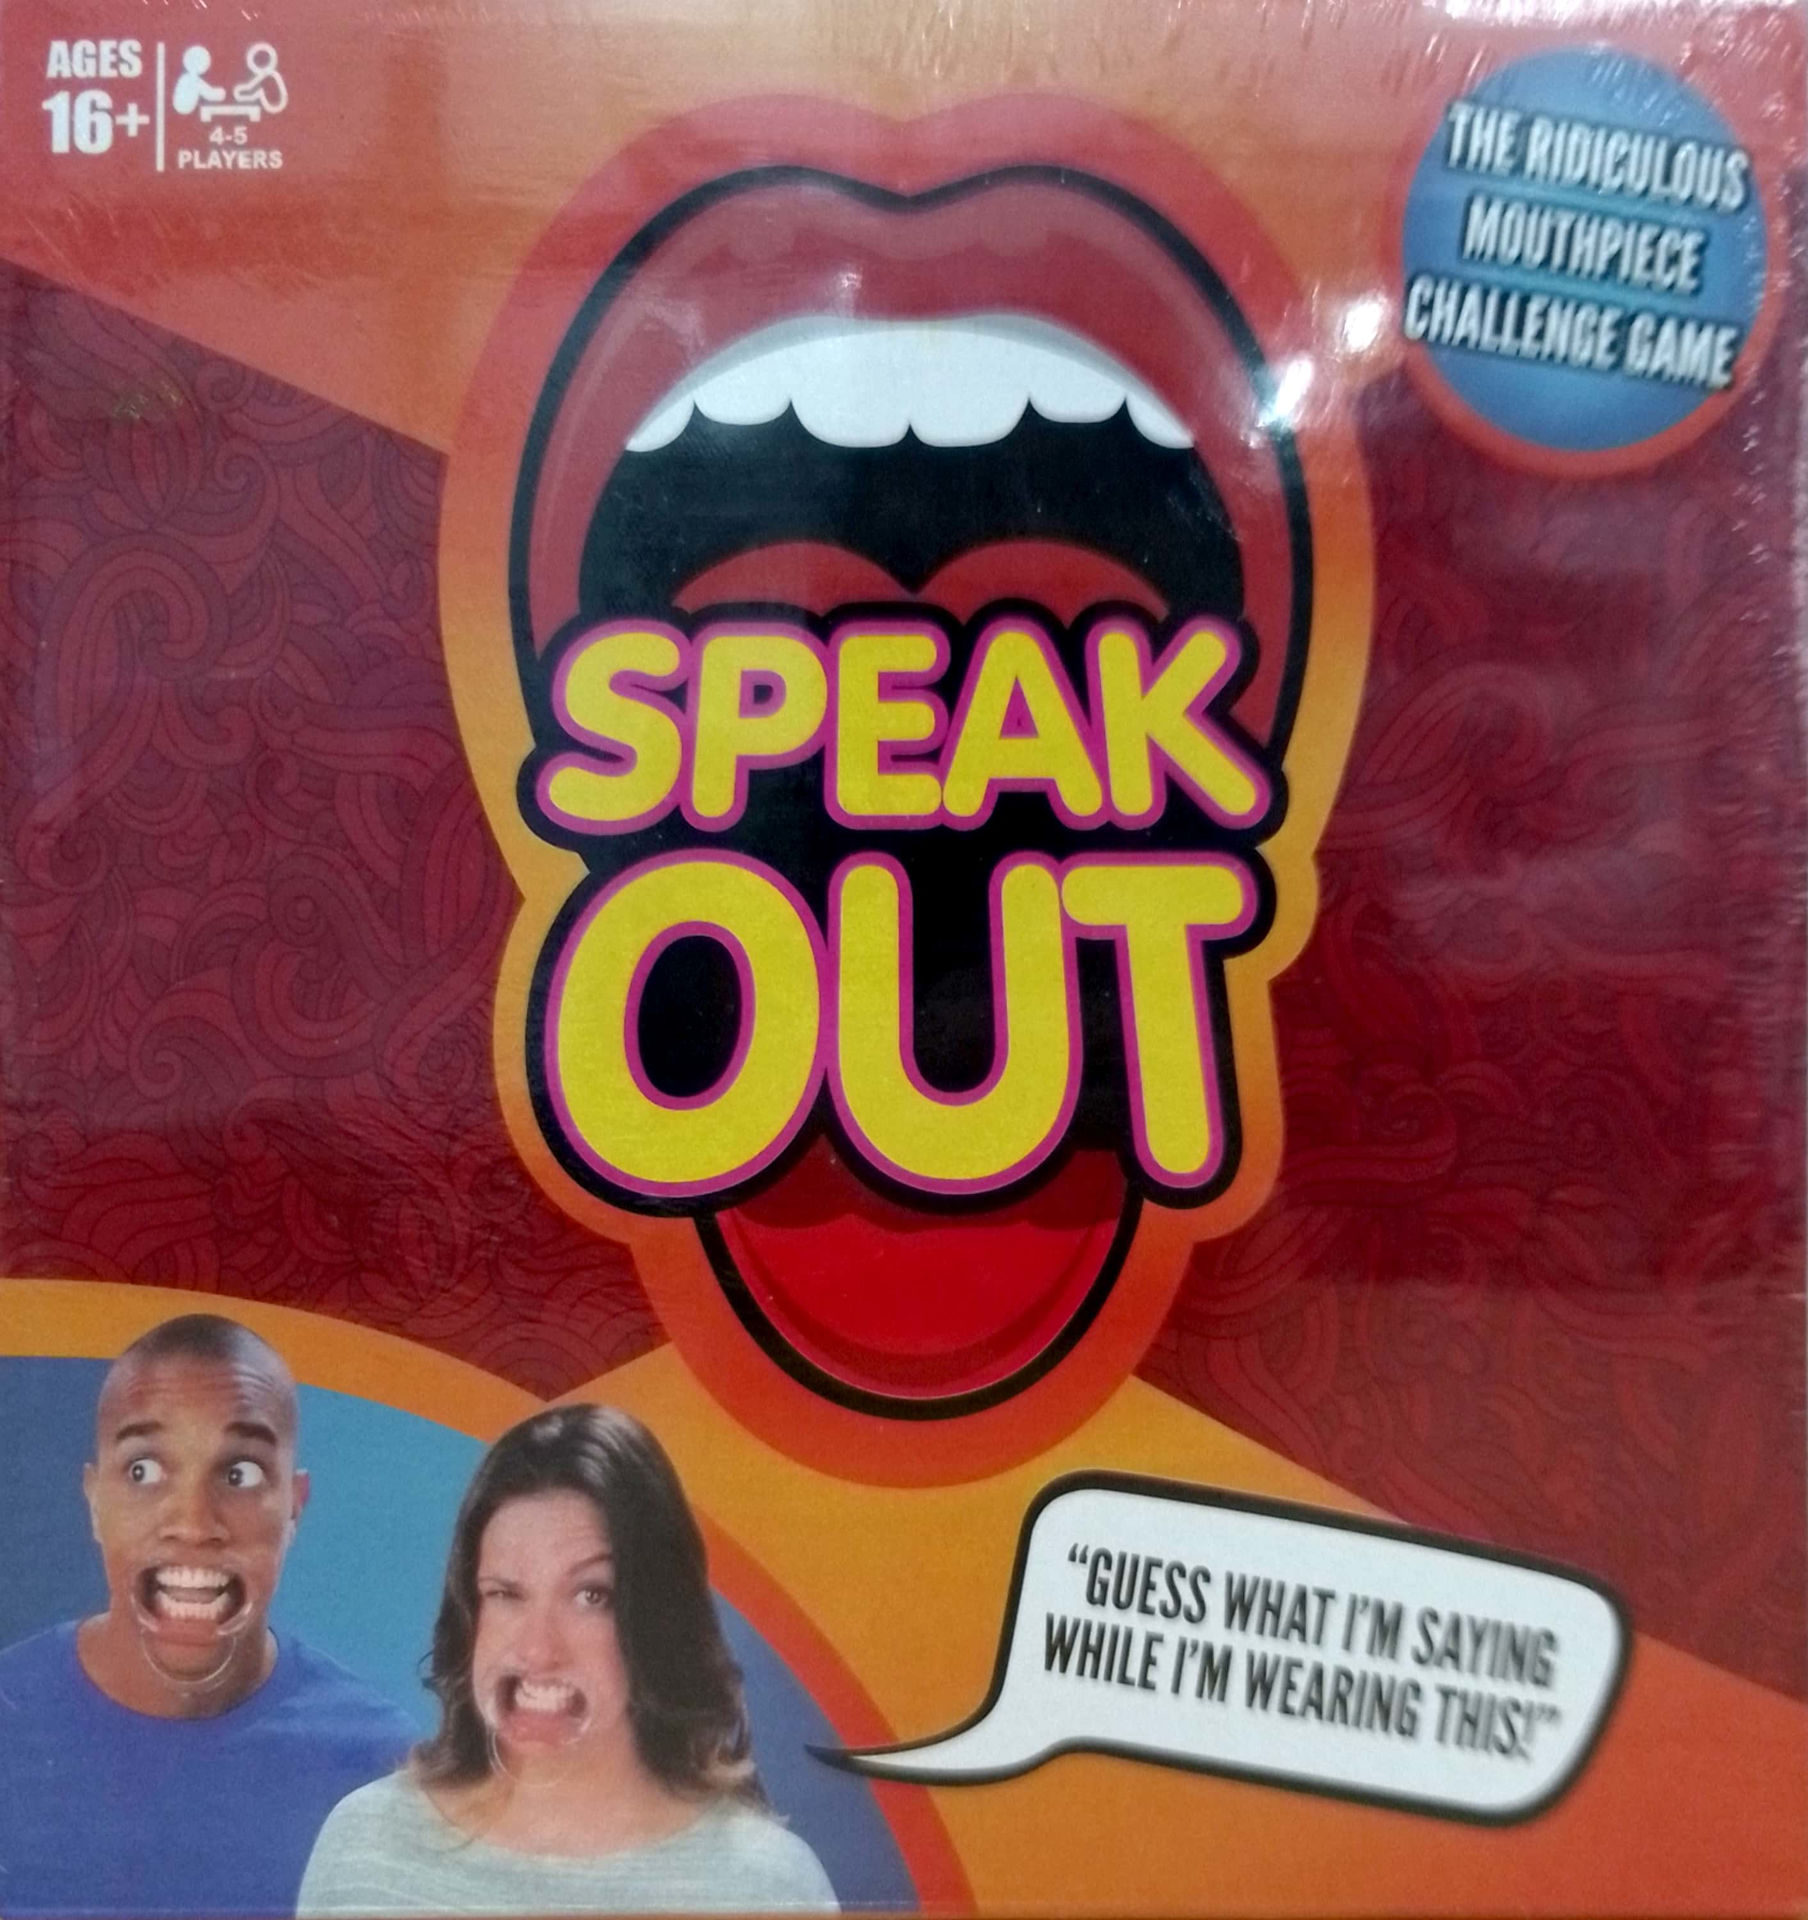 AGES
16+
4-5
PLAYERS
THE RIDICULOUS
MOUTHPIECE
CHALLENGE GAME
SPEAK
OUT
“GUESS WHAT I'M SAYING
WHILE I'M WEARING THIS!”